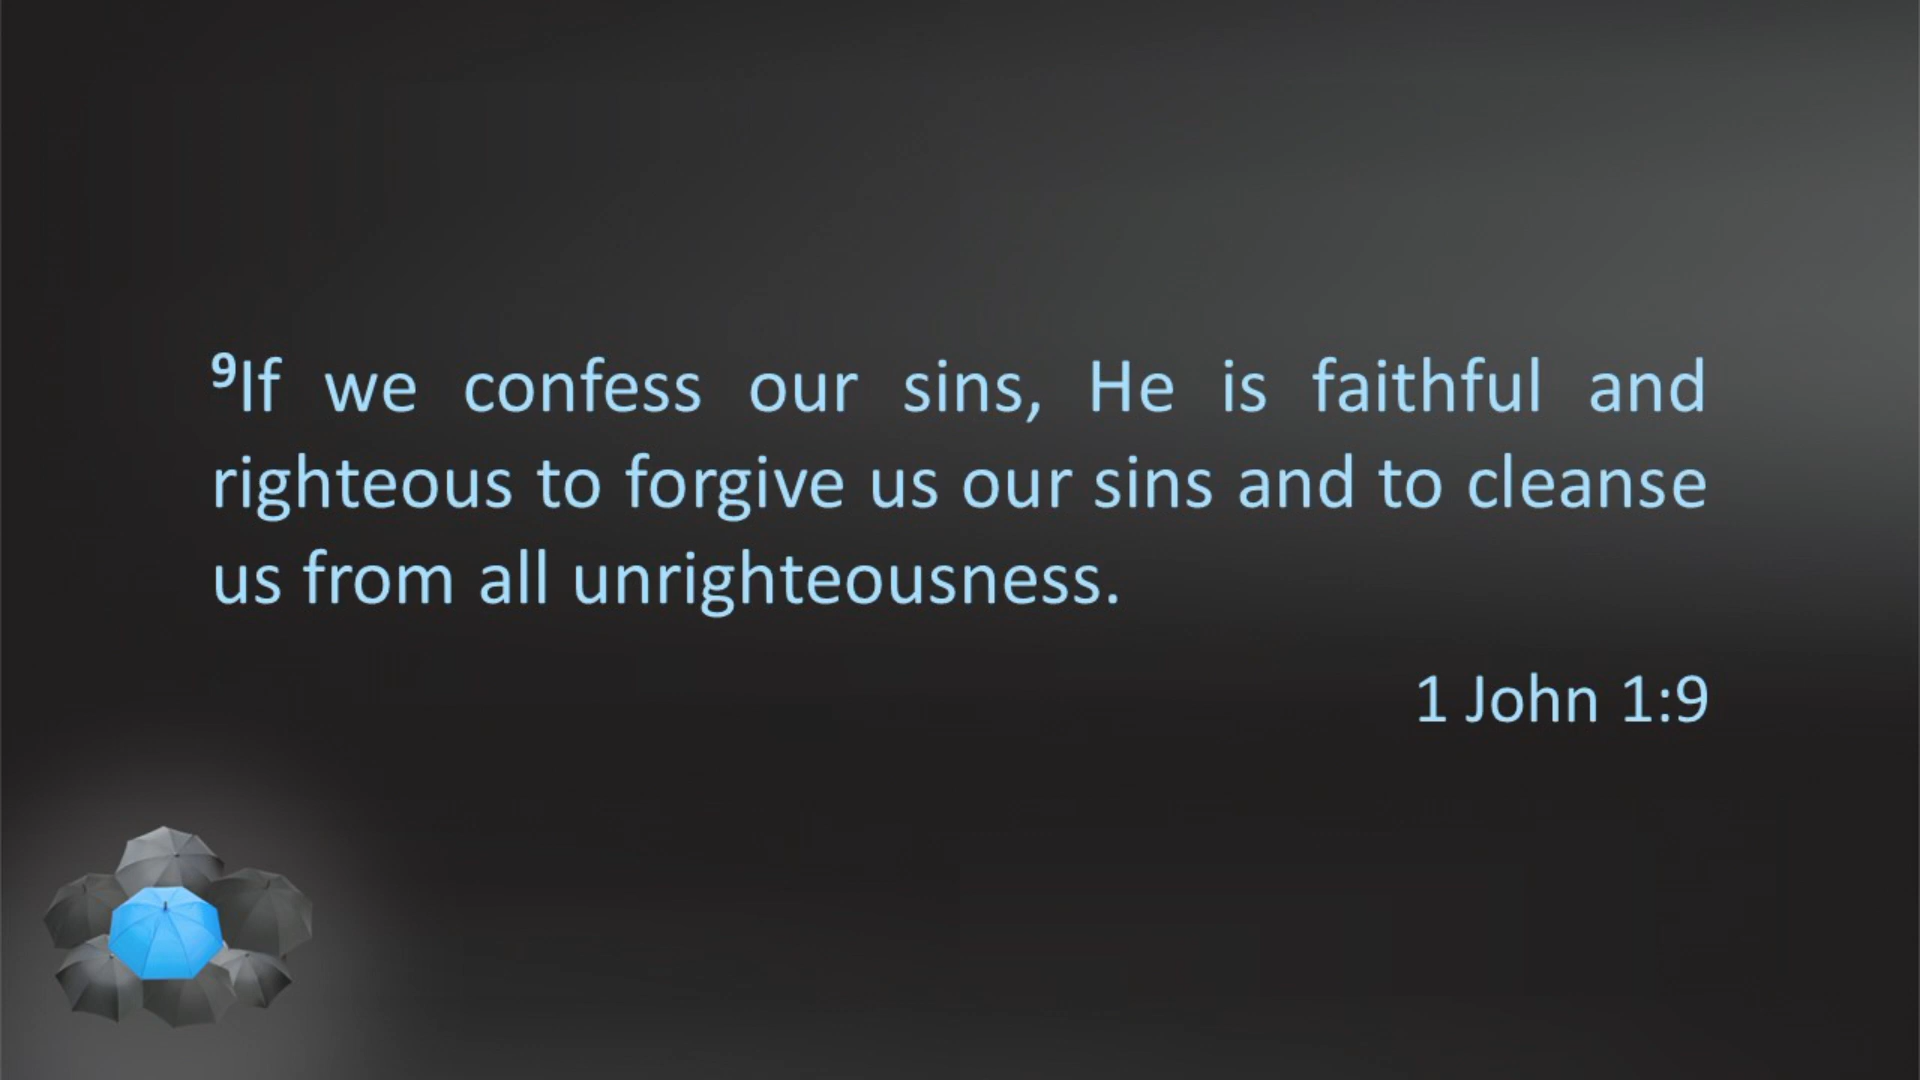 ⁹If we confess our sins, He is faithful and
righteous to forgive us our sins and to cleanse
us from all unrighteousness.
1 John 1:9